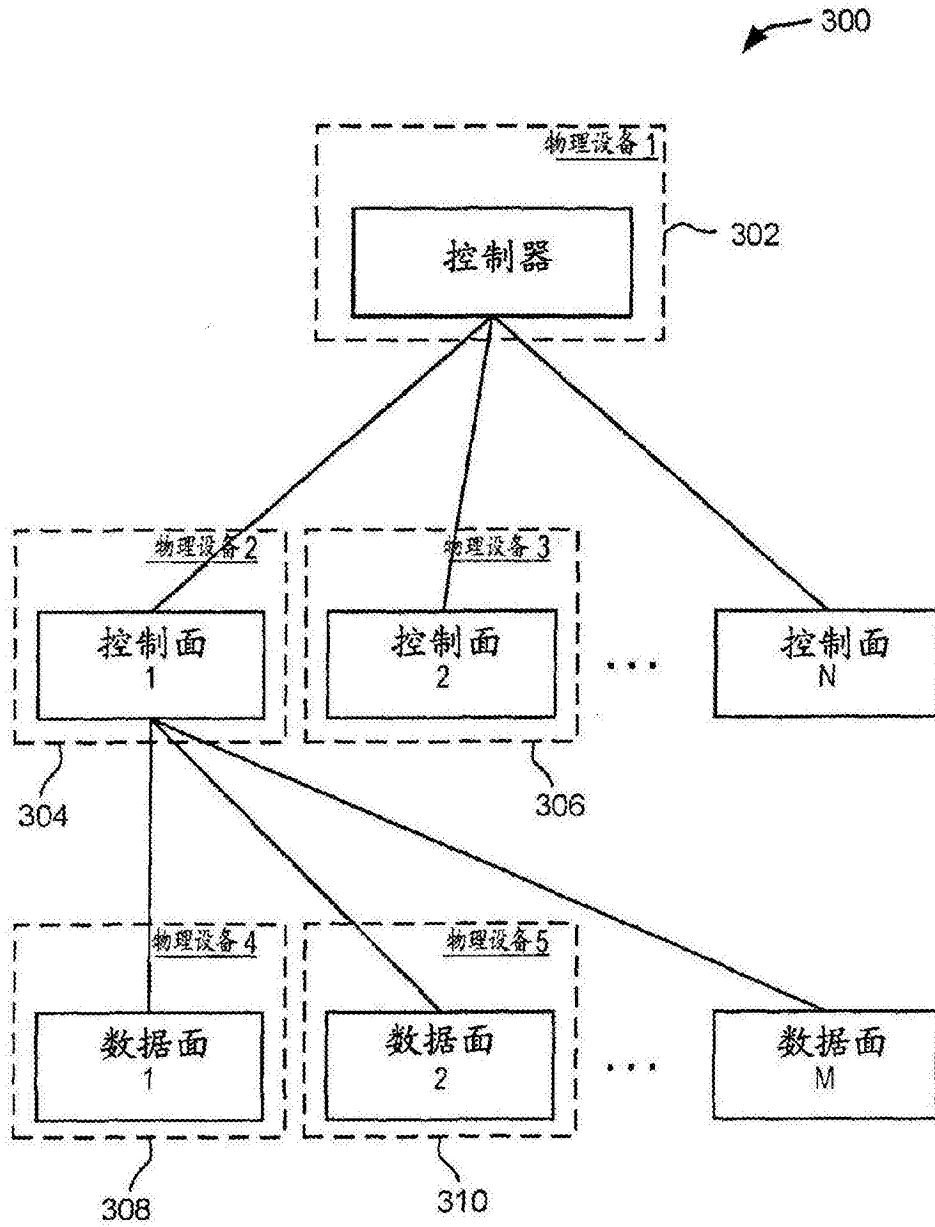 300
物理设备1
控制器
302
物理设备2
物理设备3
控制面
1
控制面
2
...
控制面
N
304
306
物理设备4
物理设备5
数据面
1
数据面
2
...
数据面
M
308
310